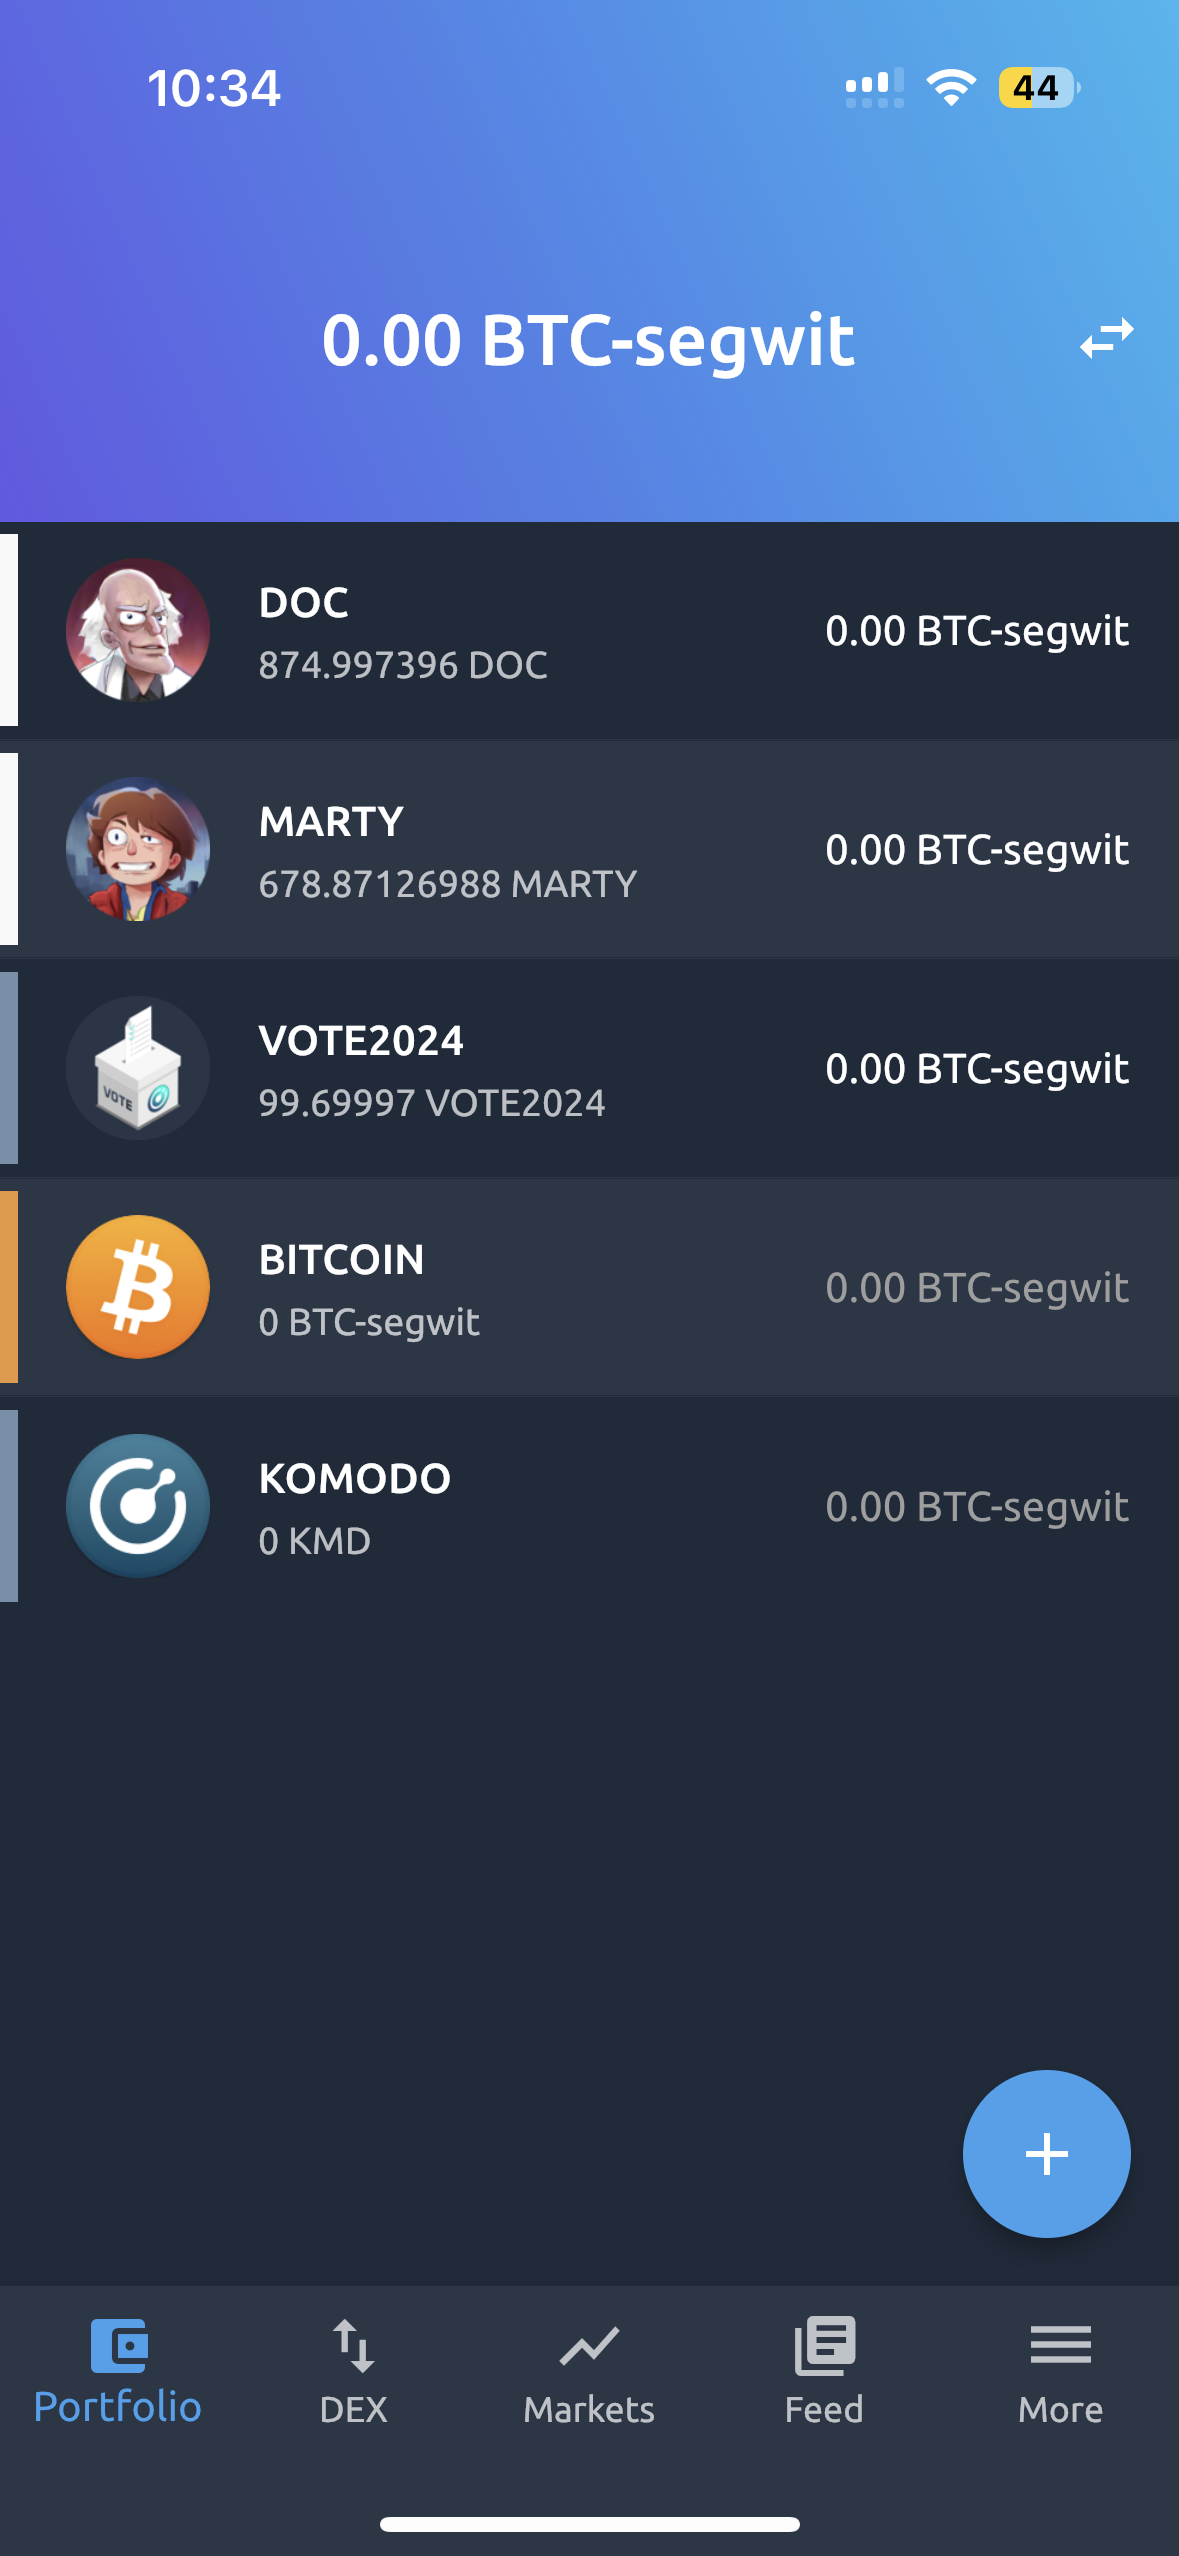 10:34
44
0.00 BTC-segwit
DOC
874.997396 DOC
0.00 BTC-segwit
MARTY
678.87126988 MARTY
0.00 BTC-segwit
VOTE
VOTE2024
99.69997 VOTE2024
0.00 BTC-segwit
BITCOIN
0 BTC-segwit
0.00 BTC-segwit
KOMODO
0 KMD
0.00 BTC-segwit
Portfolio
DEX
Markets
Feed
More